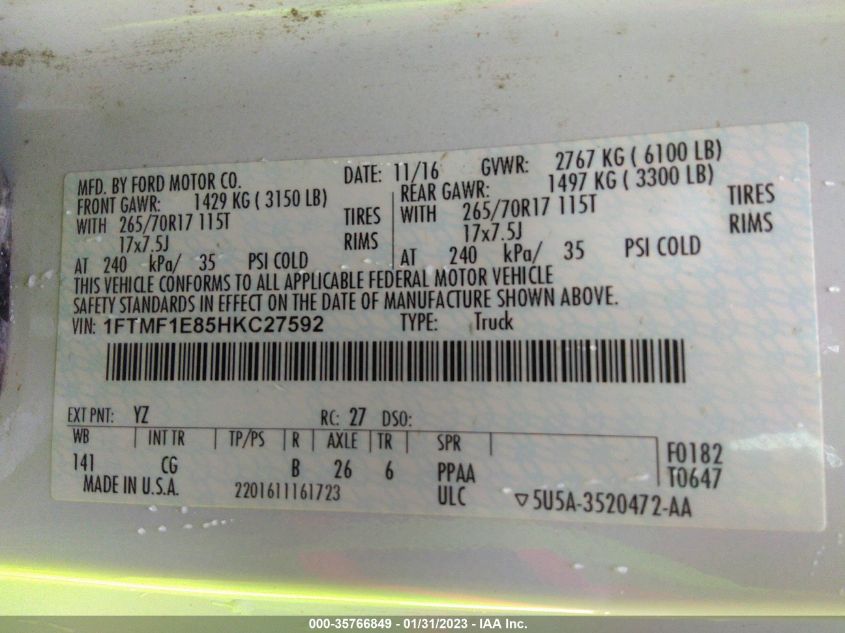 MFD. BY FORD MOTOR CO. DATE: 11/16 GVWR: 2767 KG ( 6100 LB)
FRONT GAWR: 1429 KG ( 3150 LB) REAR GAWR: 1497 KG ( 3300 LB)
WITH 265/70R17 115T TIRES WITH 265/70R17 115T TIRES
17x7.5J RIMS 17x7.5J RIMS
AT 240 kPa/ 35 PSI COLD AT 240 kPa/ 35 PSI COLD
THIS VEHICLE CONFORMS TO ALL APPLICABLE FEDERAL MOTOR VEHICLE
SAFETY STANDARDS IN EFFECT ON THE DATE OF MANUFACTURE SHOWN ABOVE.
VIN: 1FTMF1E85HKC27592 TYPE: Truck
EXT PNT: YZ RC: 27 DSO:
WB INT TR TP/PS R AXLE TR SPR F0182
141 CG B 26 6 PPAA T0647
MADE IN U.S.A. 2201611161723 ULC ▽5U5A-3520472-AA
000-35766849 - 01/31/2023 - IAA Inc.